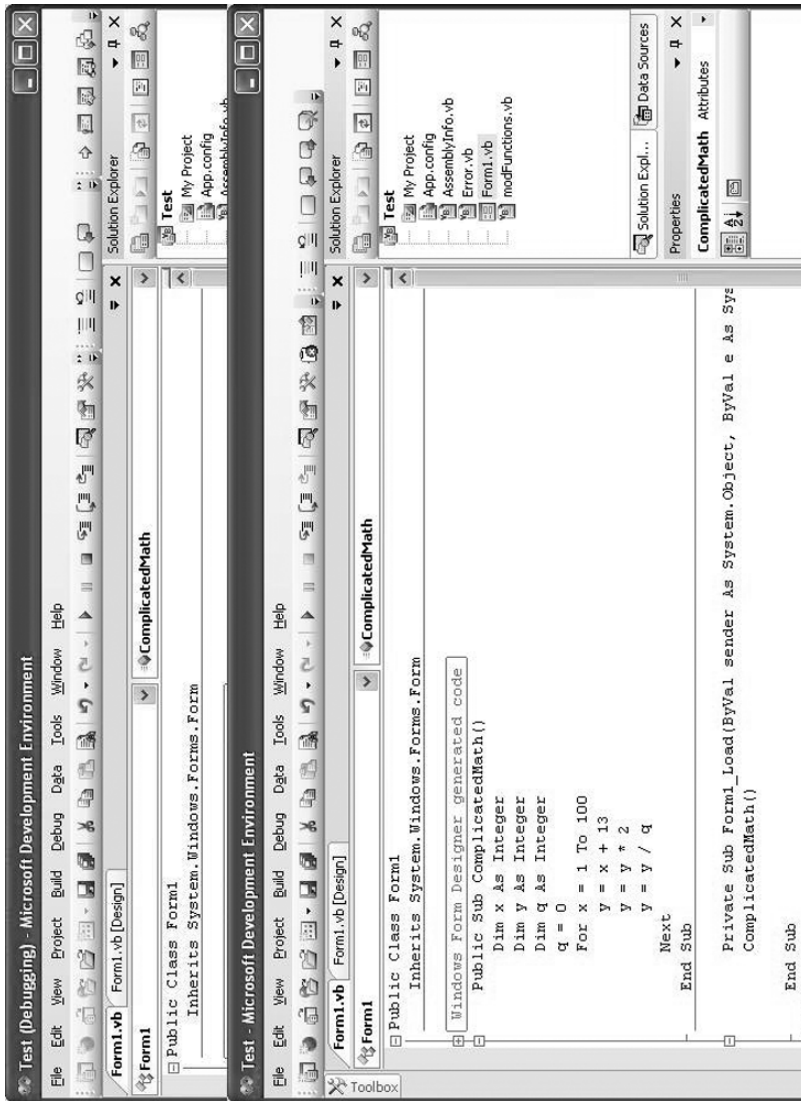 Test (Debugging) - Microsoft Development Environment
File Edit View Project Build Debug Data Tools Window Help
Form1.vb Form1.vb [Design]
Solution Explorer
Form1
ComplicatedMath
Public Class Form1
Inherits System.Windows.Forms.Form
Test
My Project
App.config
AssemblyInfo.vb
Test - Microsoft Development Environment
File Edit View Project Build Debug Data Tools Window Help
Toolbox
Form1.vb Form1.vb [Design]
Form1
ComplicatedMath
Public Class Form1
Inherits System.Windows.Forms.Form
Windows Form Designer generated code
Public Sub ComplicatedMath()
Dim x As Integer
Dim y As Integer
Dim q As Integer
q = 0
For x = 1 To 100
y = x + 13
y = y * 2
y = y / q
Next
End Sub
Private Sub Form1_Load(ByVal sender As System.Object, ByVal e As Sys
ComplicatedMath()
End Sub
Solution Explorer
Test
My Project
App.config
AssemblyInfo.vb
Error.vb
Form1.vb
modFunctions.vb
Solution Expl... Data Sources
Properties
ComplicatedMath Attributes